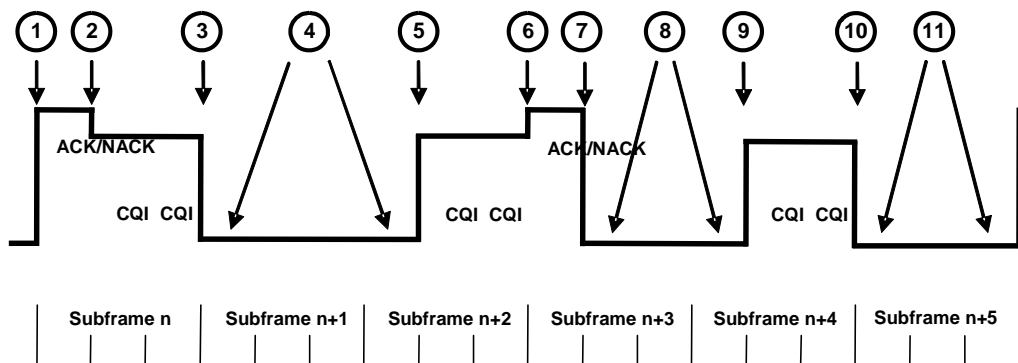 1 2 3 4 5 6 7 8 9 10 11
ACK/NACK ACK/NACK
CQI CQI CQI CQI CQI CQI
Subframe n Subframe n+1 Subframe n+2 Subframe n+3 Subframe n+4 Subframe n+5